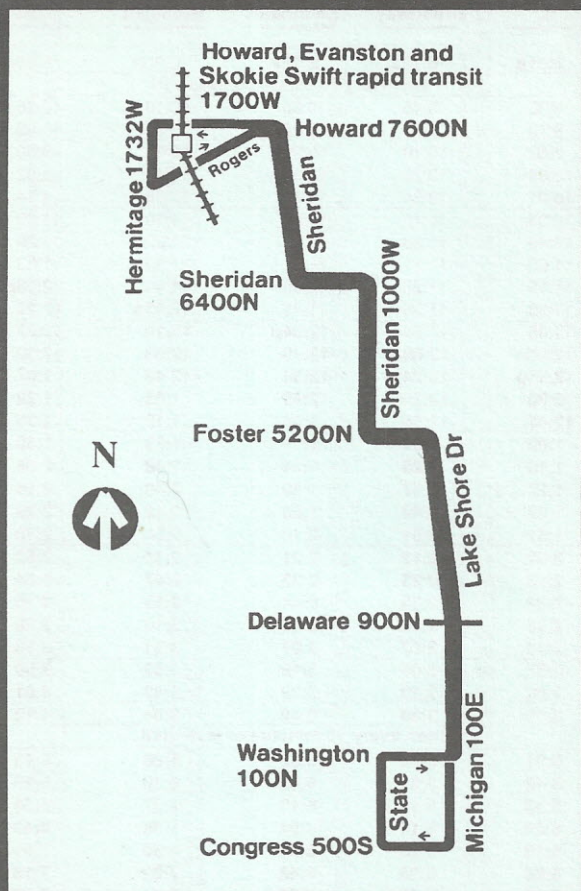 Howard, Evanston and
Skokie Swift rapid transit
1700W
Hermitage 1732W
Howard 7600N
Rogers
Sheridan
Sheridan
6400N
Sheridan 1000W
Foster 5200N
N
Lake Shore Dr
Delaware 900N
Washington
100N
Michigan 100E
State
Congress 500S